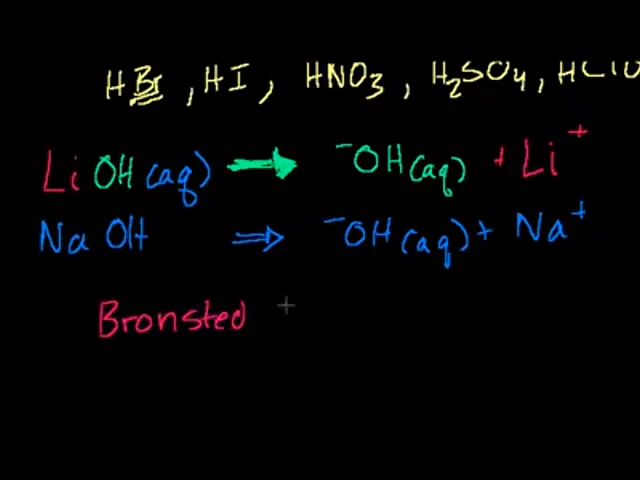 HBr, HI, HNO3, H2SO4, HClO
LiOH(aq) → ⁻OH(aq) + Li⁺
NaOH ⇒ ⁻OH(aq) + Na⁺
Bronsted